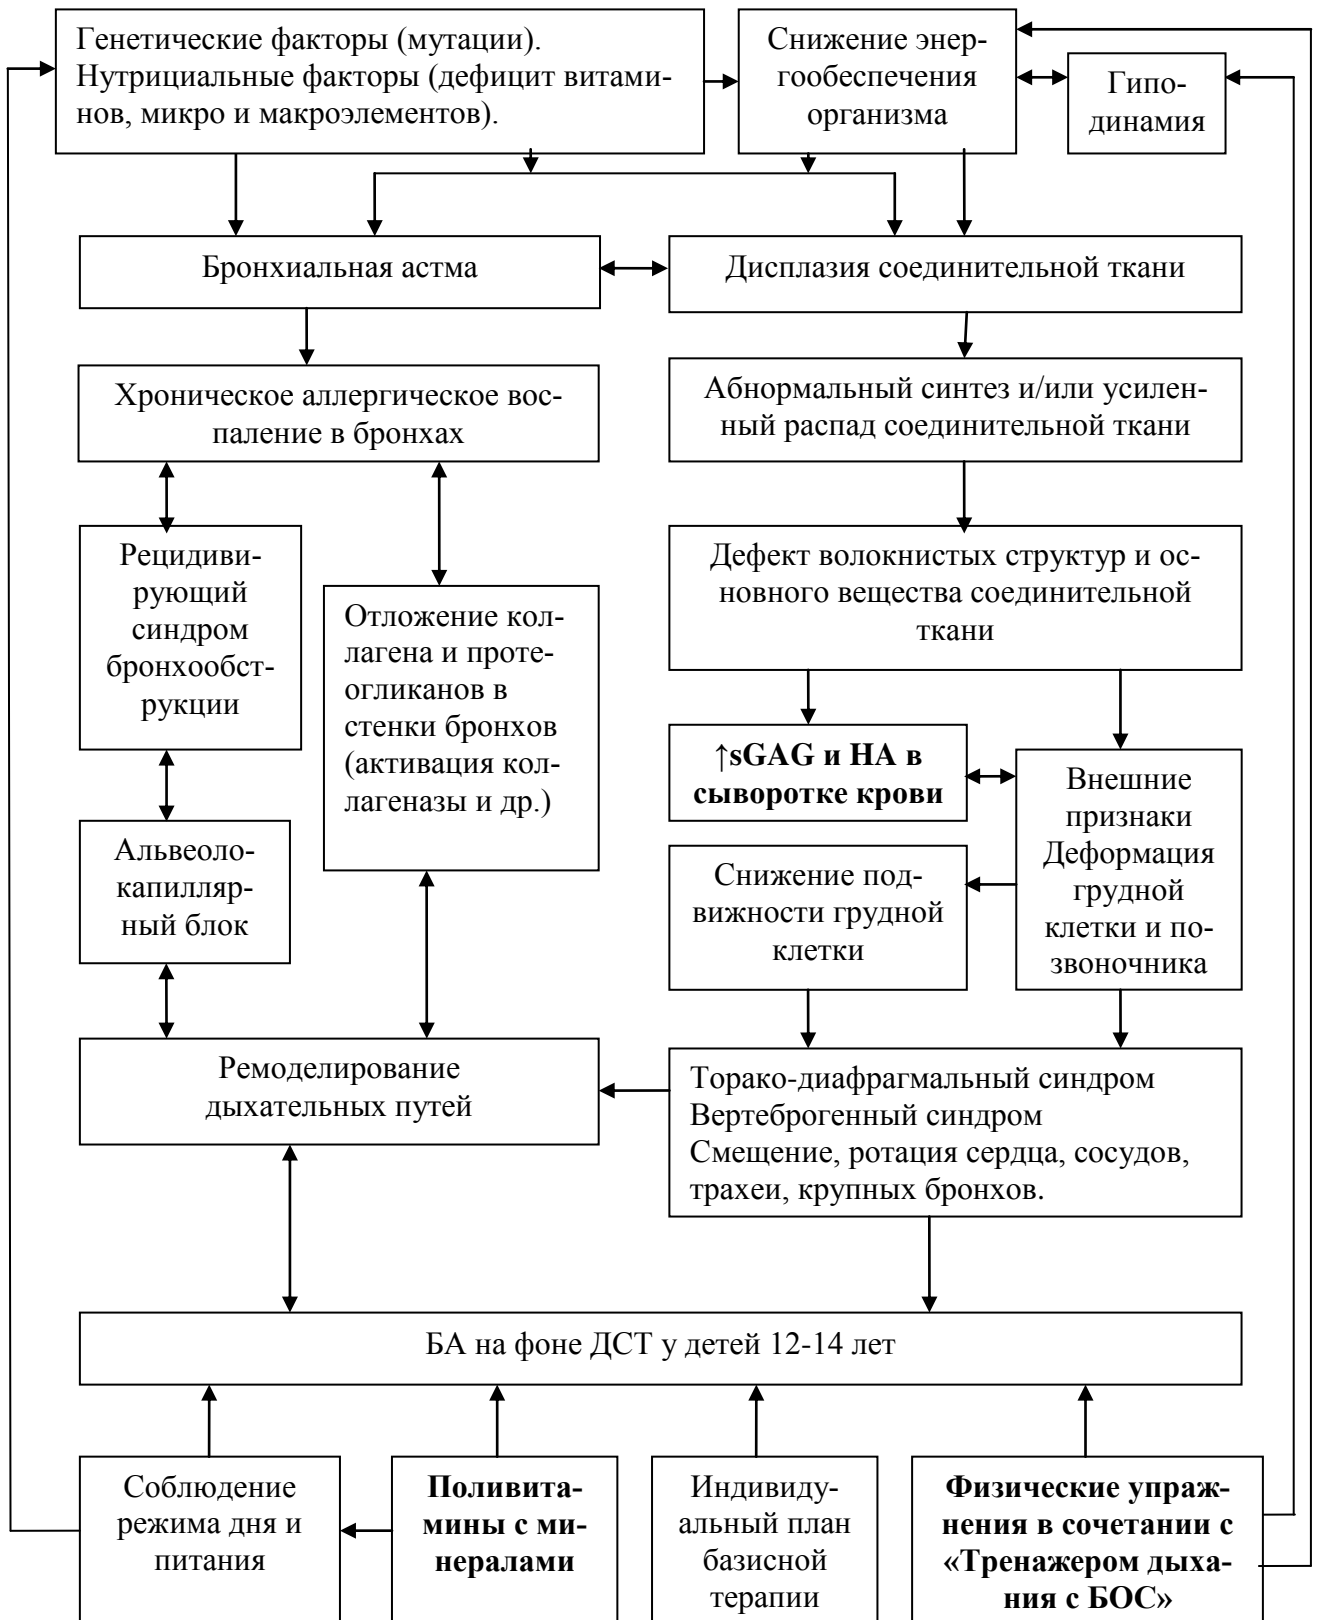 Генетические факторы (мутации).
Нутрициальные факторы (дефицит витами-
нов, микро и макроэлементов).
Снижение энер-
гообеспечения
организма
Гипо-
динамия
Бронхиальная астма
Дисплазия соединительной ткани
Хроническое аллергическое вос-
паление в бронхах
Абнормальный синтез и/или усилен-
ный распад соединительной ткани
Рецидиви-
рующий
синдром
бронхообст-
рукции
Отложение кол-
лагена и проте-
огликанов в
стенки бронхов
(активация кол-
лагеназы и др.)
Дефект волокнистых структур и ос-
новного вещества соединительной
ткани
↑sGAG и НА в
сыворотке крови
Внешние
признаки
Деформация
грудной
клетки и по-
звоночника
Альвеоло-
капилляр-
ный блок
Снижение под-
вижности грудной
клетки
Ремоделирование
дыхательных путей
Торако-диафрагмальный синдром
Вертеброгенный синдром
Смещение, ротация сердца, сосудов,
трахеи, крупных бронхов.
БА на фоне ДСТ у детей 12-14 лет
Соблюдение
режима дня и
питания
Поливита-
мины с ми-
нералами
Индивиду-
альный план
базисной
терапии
Физические упраж-
нения в сочетании с
«Тренажером дыха-
ния с БОС»